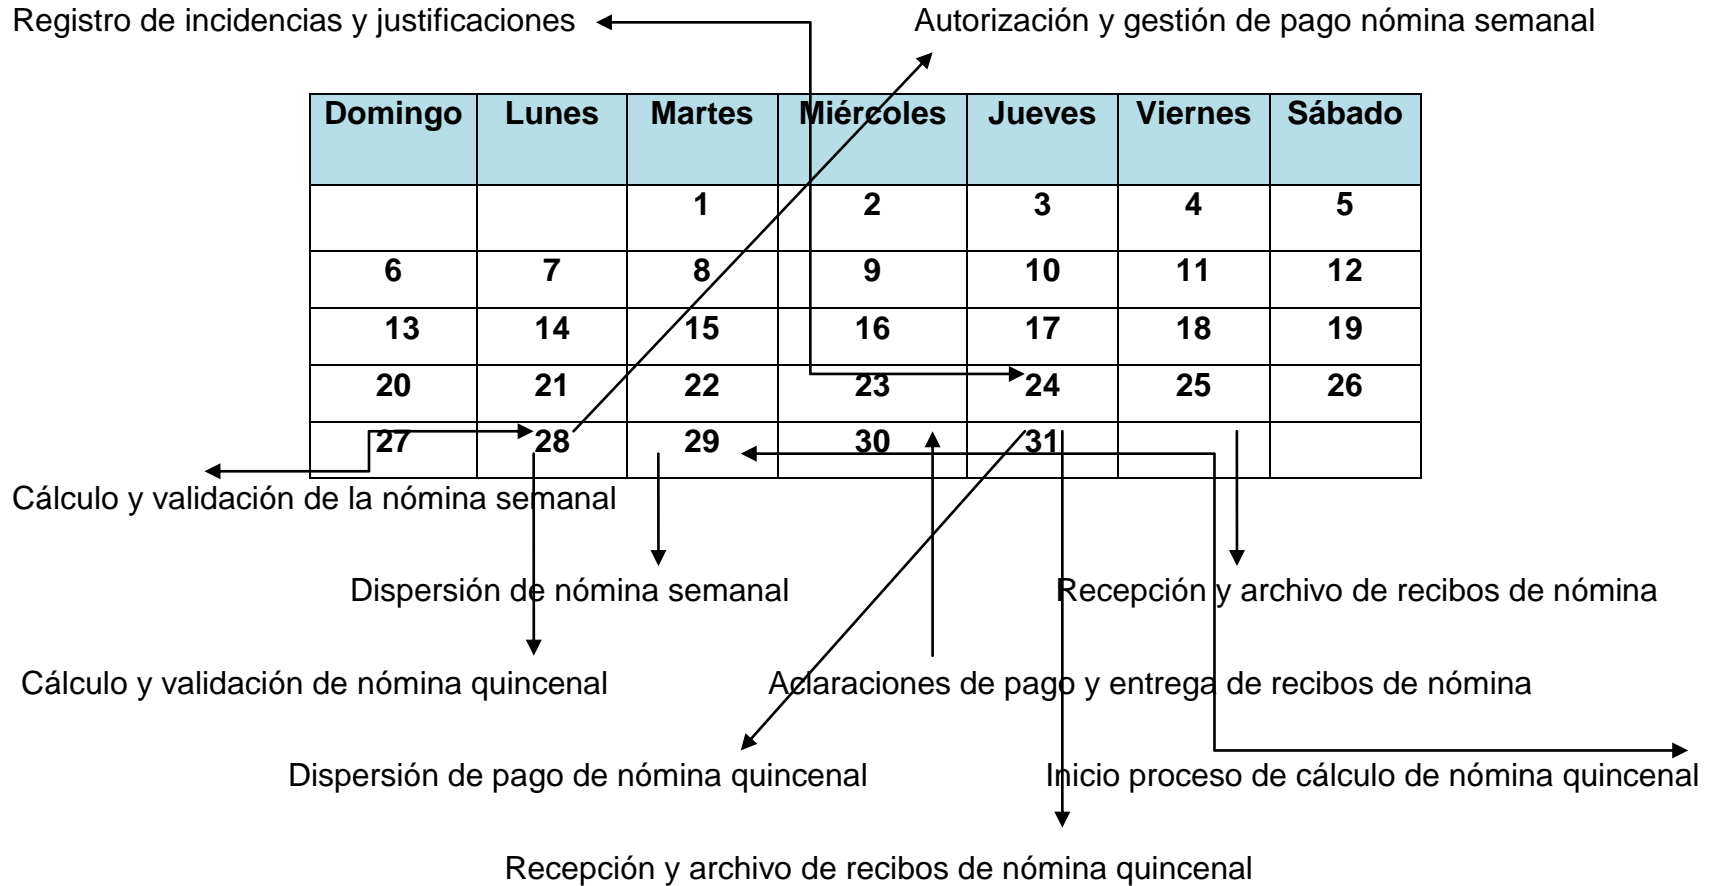 Registro de incidencias y justificaciones
Autorización y gestión de pago nómina semanal
Domingo Lunes Martes Miércoles Jueves Viernes Sábado
1 2 3 4 5
6 7 8 9 10 11 12
13 14 15 16 17 18 19
20 21 22 23 24 25 26
27 28 29 30 31
Cálculo y validación de la nómina semanal
Dispersión de nómina semanal
Recepción y archivo de recibos de nómina
Cálculo y validación de nómina quincenal
Aclaraciones de pago y entrega de recibos de nómina
Dispersión de pago de nómina quincenal
Inicio proceso de cálculo de nómina quincenal
Recepción y archivo de recibos de nómina quincenal